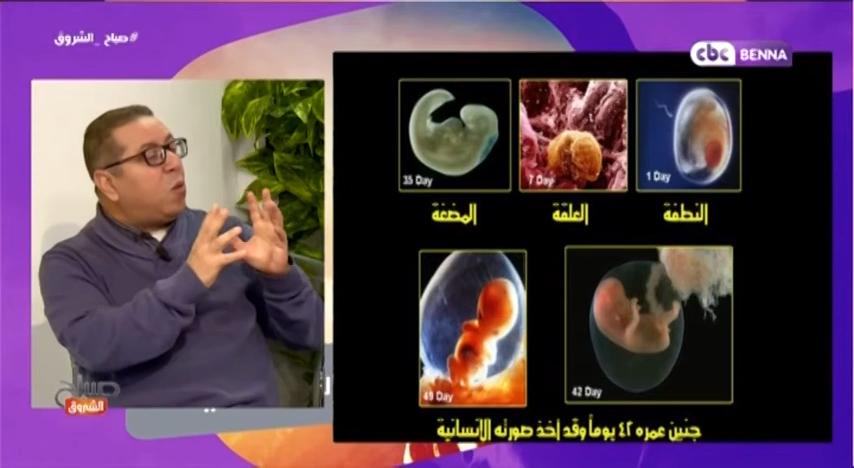 #صباح_الشروق
cbc BENNA
35 Day
7 Day
1 Day
المضغة
العلقة
النطفة
49 Day
42 Day
جنين عمره ٤٢ يوماً وقد أخذ صورته الانسانية
صباح
الشروق